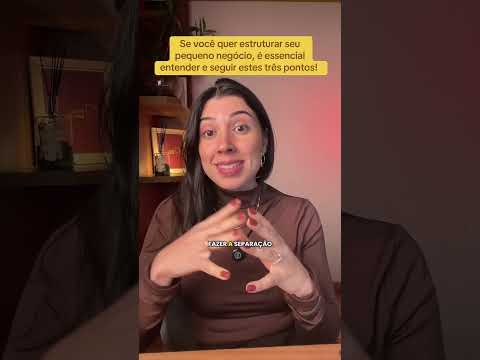 Se você quer estruturar seu
pequeno negócio, é essencial
entender e seguir estes três pontos!
FAZER A SEPARAÇÃO